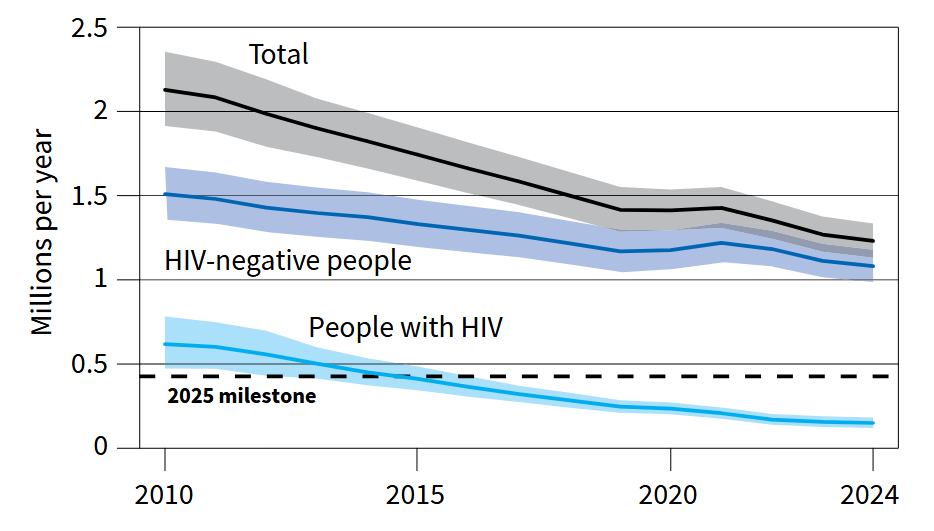 2.5
Total
2
1.5
HIV-negative people
1
People with HIV
0.5
2025 milestone
0
Millions per year
2010 2015 2020 2024